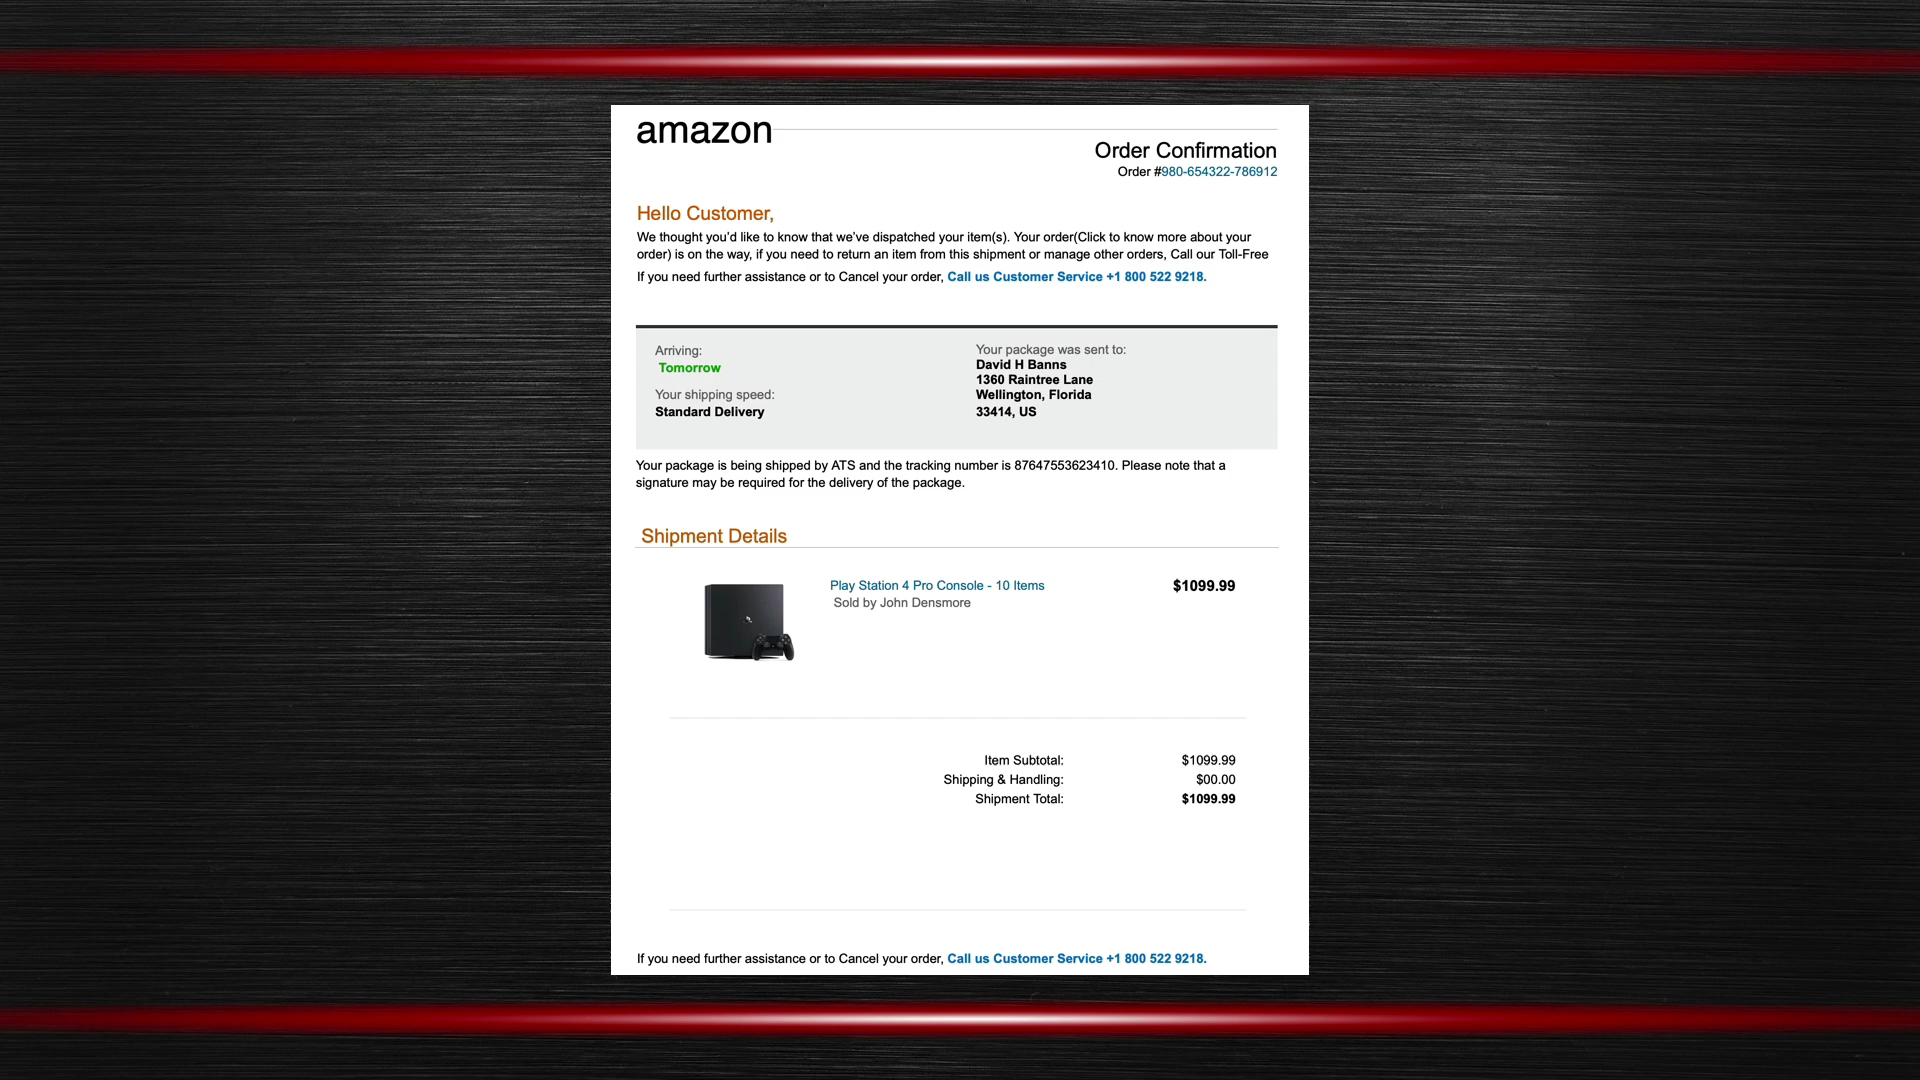 amazon
Order Confirmation
Order #980-654322-786912
Hello Customer,
We thought you'd like to know that we've dispatched your item(s). Your order(Click to know more about your
order) is on the way, if you need to return an item from this shipment or manage other orders, Call our Toll-Free
If you need further assistance or to Cancel your order, Call us Customer Service +1 800 522 9218.
Arriving:
Tomorrow
Your shipping speed:
Standard Delivery
Your package was sent to:
David H Banns
1360 Raintree Lane
Wellington, Florida
33414, US
Your package is being shipped by ATS and the tracking number is 87647553623410. Please note that a
signature may be required for the delivery of the package.
Shipment Details
Play Station 4 Pro Console - 10 Items $1099.99
Sold by John Densmore
Item Subtotal: $1099.99
Shipping & Handling: $00.00
Shipment Total: $1099.99
If you need further assistance or to Cancel your order, Call us Customer Service +1 800 522 9218.